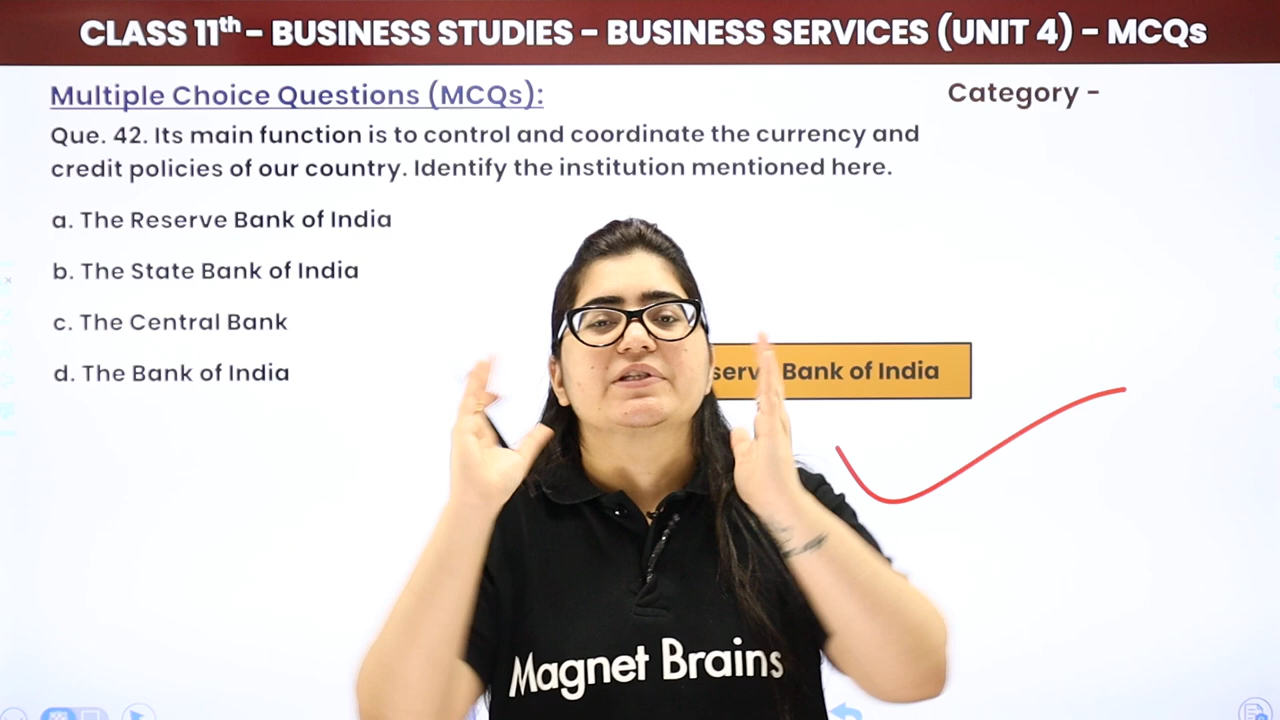 CLASS 11th – BUSINESS STUDIES – BUSINESS SERVICES (UNIT 4) – MCQs
Multiple Choice Questions (MCQs):
Category –
Que. 42. Its main function is to control and coordinate the currency and
credit policies of our country. Identify the institution mentioned here.
a. The Reserve Bank of India
b. The State Bank of India
c. The Central Bank
d. The Bank of India
Bank of India
Magnet Brains